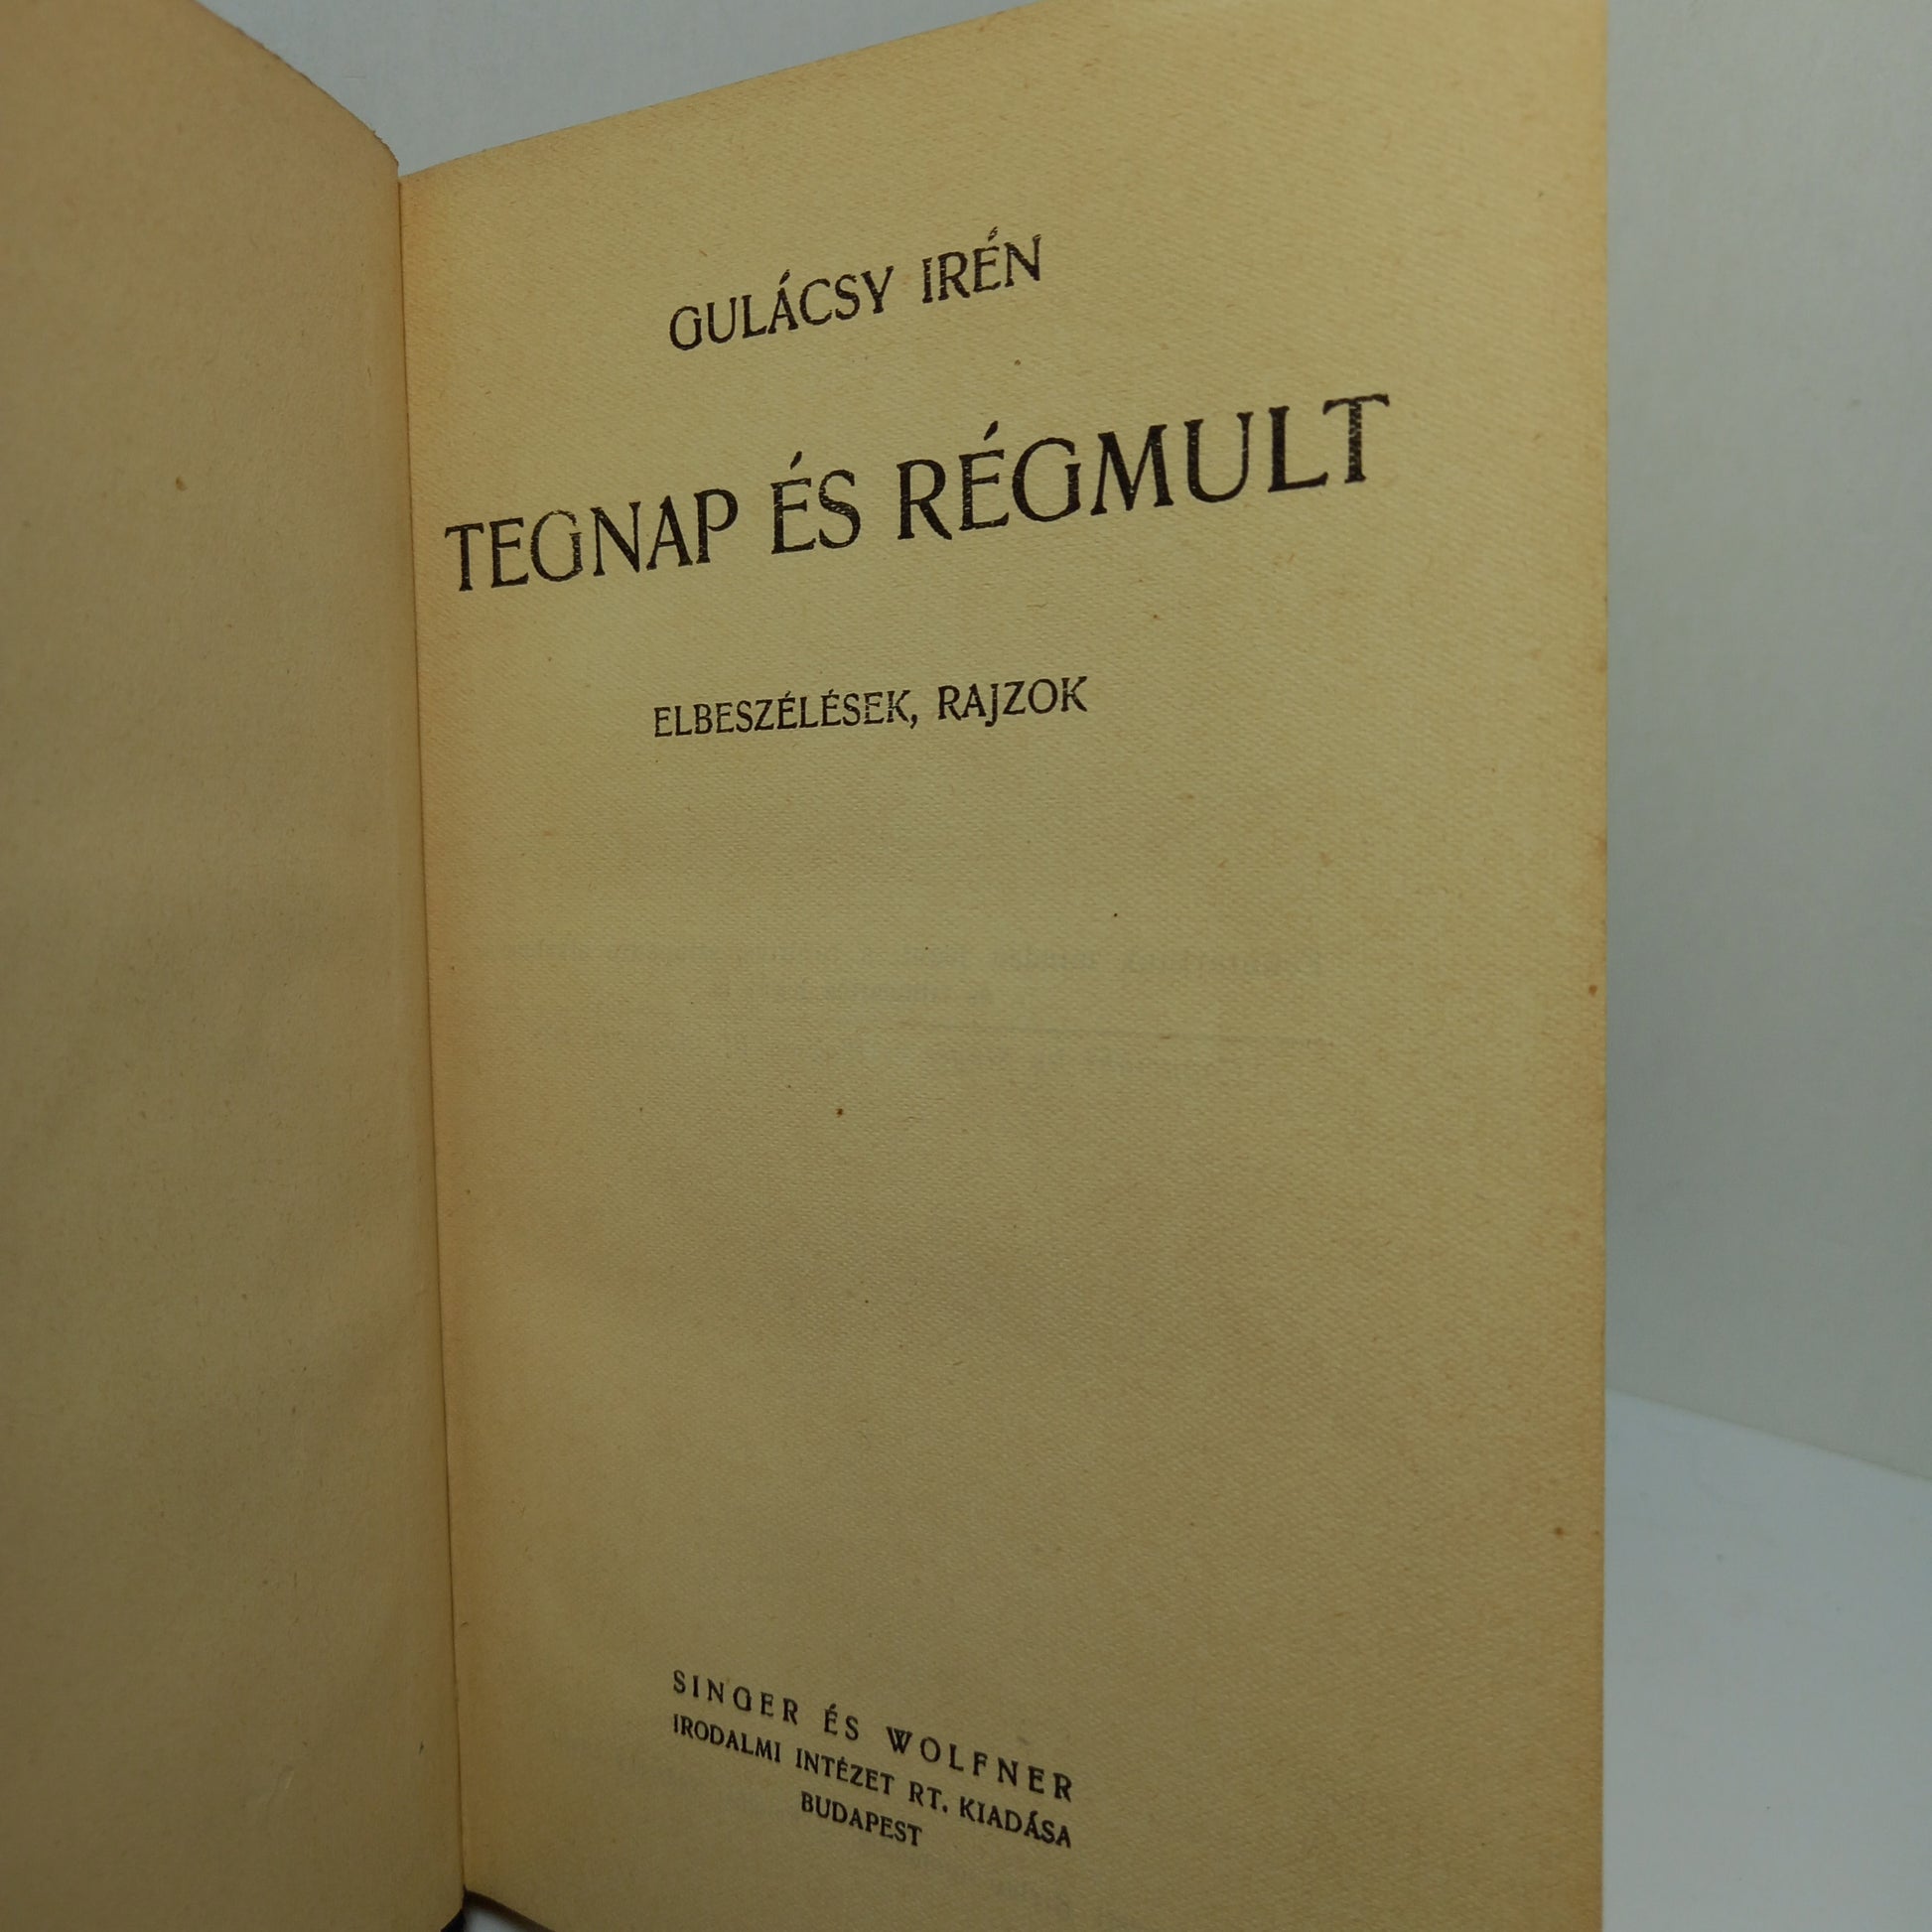 GULÁCSY IRÉN
TEGNAP ÉS RÉGMULT
ELBESZÉLÉSEK, RAJZOK
SINGER ÉS WOLFNER
IRODALMI INTÉZET RT. KIADÁSA
BUDAPEST